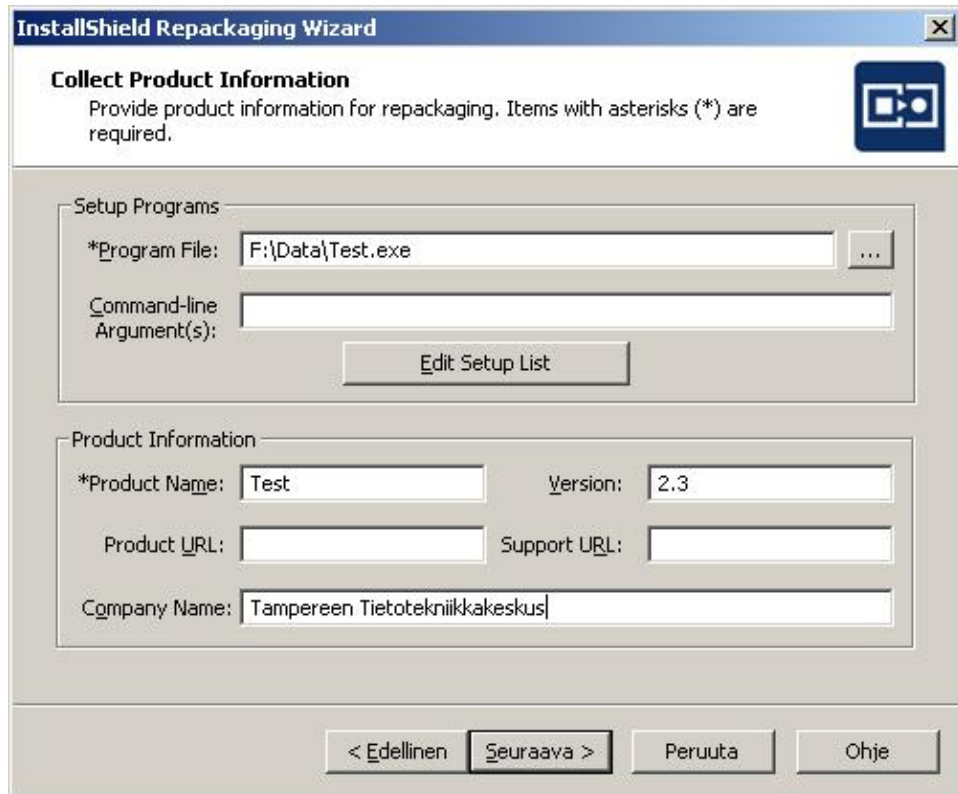 InstallShield Repackaging Wizard
Collect Product Information
Provide product information for repackaging. Items with asterisks (*) are
required.
Setup Programs
*Program File: F:\Data\Test.exe ...
Command-line
Argument(s):
Edit Setup List
Product Information
*Product Name: Test Version: 2.3
Product URL: Support URL:
Company Name: Tampereen Tietotekniikkakeskus
< Edellinen Seuraava > Peruuta Ohje